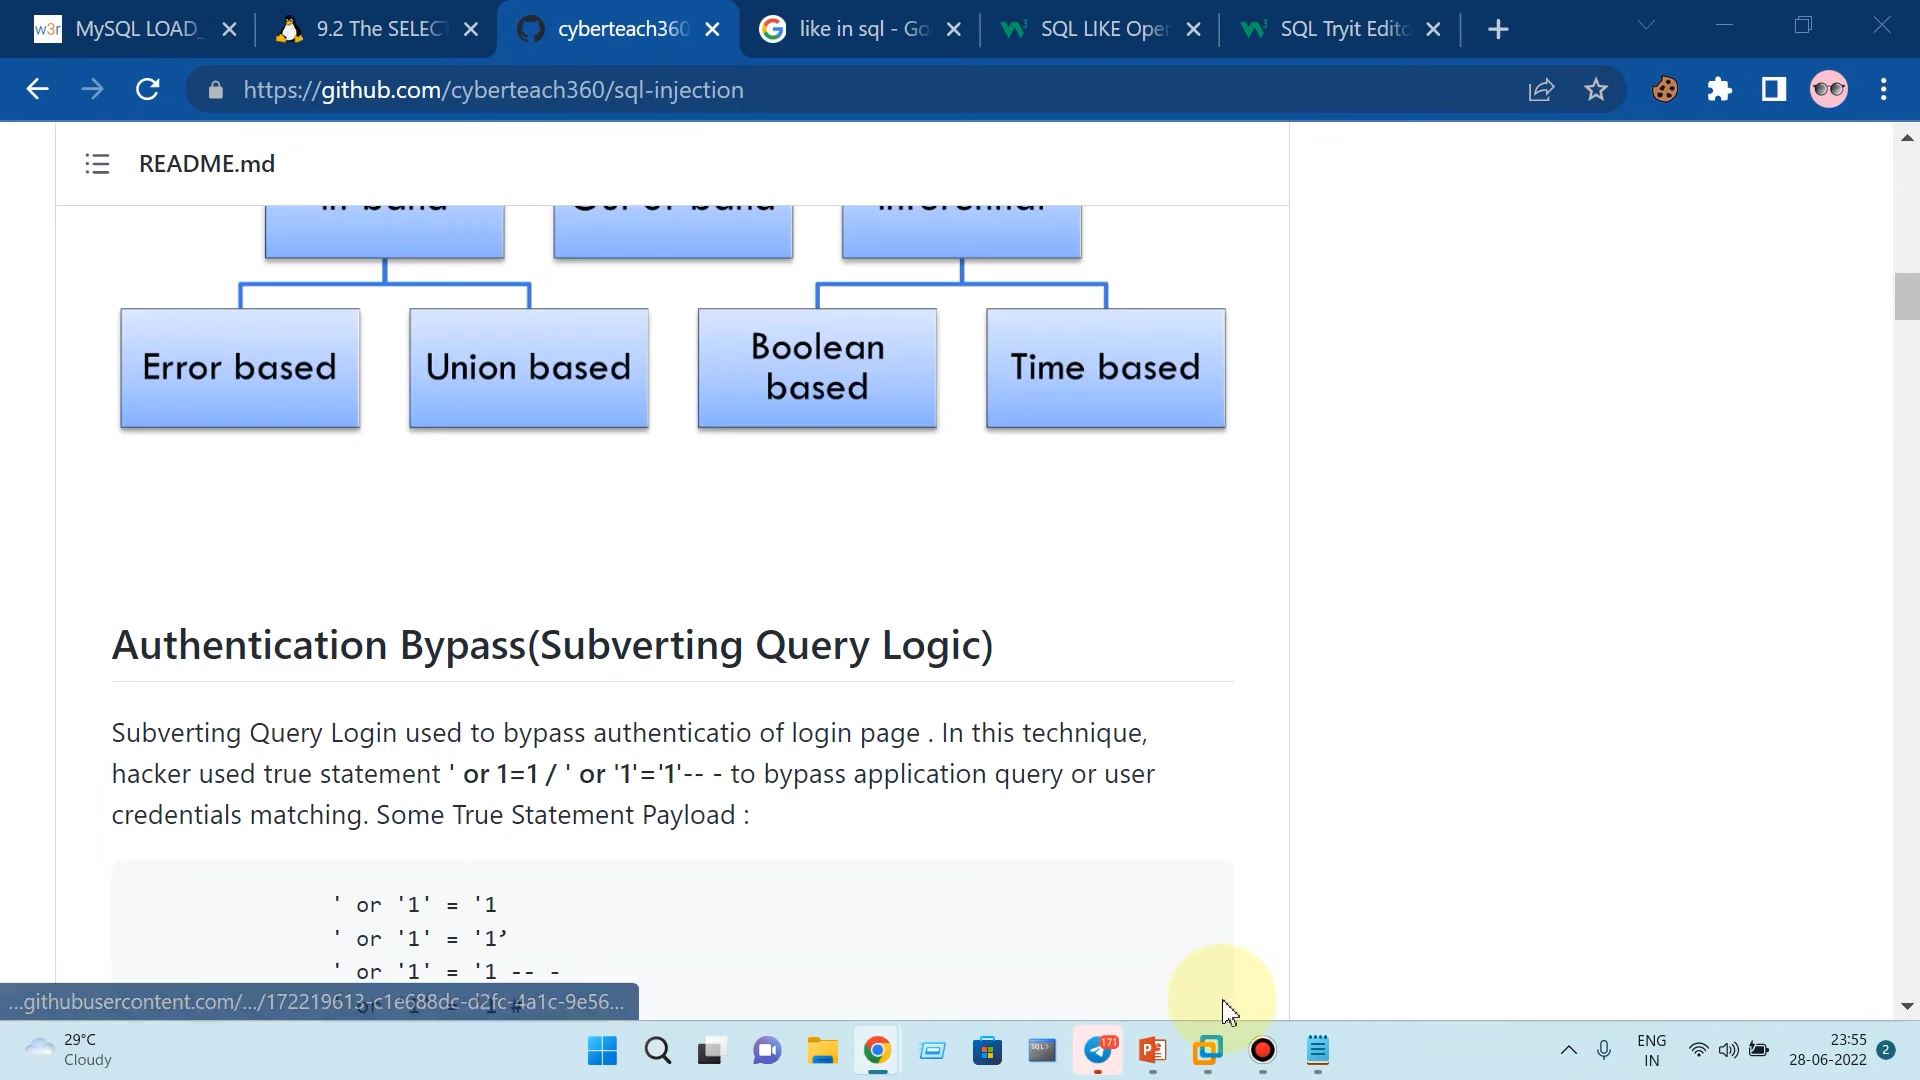 MySQL LOAD_
9.2 The SELEC
cyberteach360
like in sql - Go
SQL LIKE Oper
SQL Tryit Edito
https://github.com/cyberteach360/sql-injection
README.md
Error based
Union based
Boolean
based
Time based
Authentication Bypass(Subverting Query Logic)
Subverting Query Login used to bypass authenticatio of login page . In this technique,
hacker used true statement ' or 1=1 / ' or '1'='1'-- - to bypass application query or user
credentials matching. Some True Statement Payload :
' or '1' = '1
' or '1' = '1’
' or '1' = '1 -- -
...githubusercontent.com/.../172219613-c1e688dc-d2fc-4a1c-9e56...
29°C
Cloudy
171
ENG
IN
23:55
28-06-2022
2